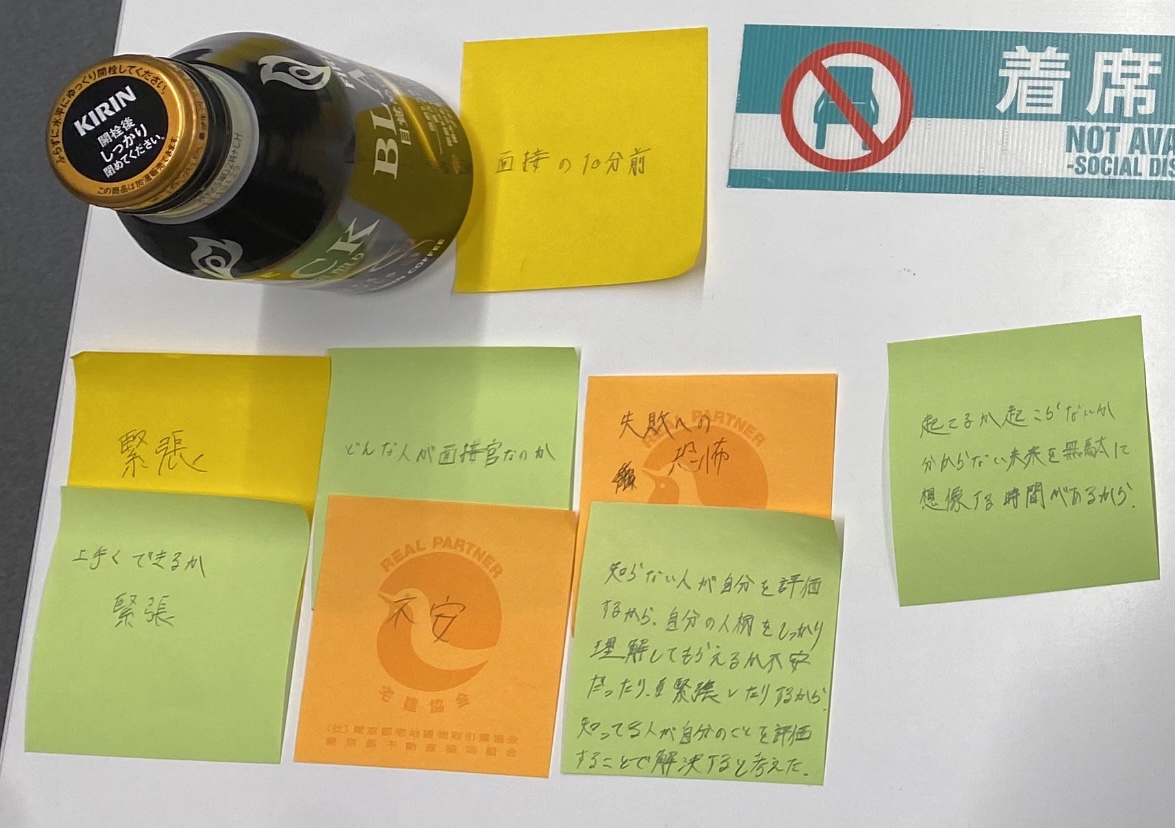 ぶらずに水平にゆっくり開栓してください。
KIRIN
開栓後
しっかり
閉めてください。
BL
CK
COFFEE
面接の10分前
着席
NOT AVA
-SOCIAL DIS
緊張
どんな人が面接官なのか
失敗への
恐怖
PARTNER
起こるか起こらないか
分からない未来を無駄に
想像する時間があるから.
上手くできるか
緊張
REAL PARTNER
不安
宅建協会
(社)東京都宅地建物取引業協会
東京都不動産協同組合
知らない人が自分を評価
するから、自分の人柄をしっかり
理解してもらえるか不安
だったり、緊張したりするから.
知ってる人が自分のことを評価
することで解決すると考えた.